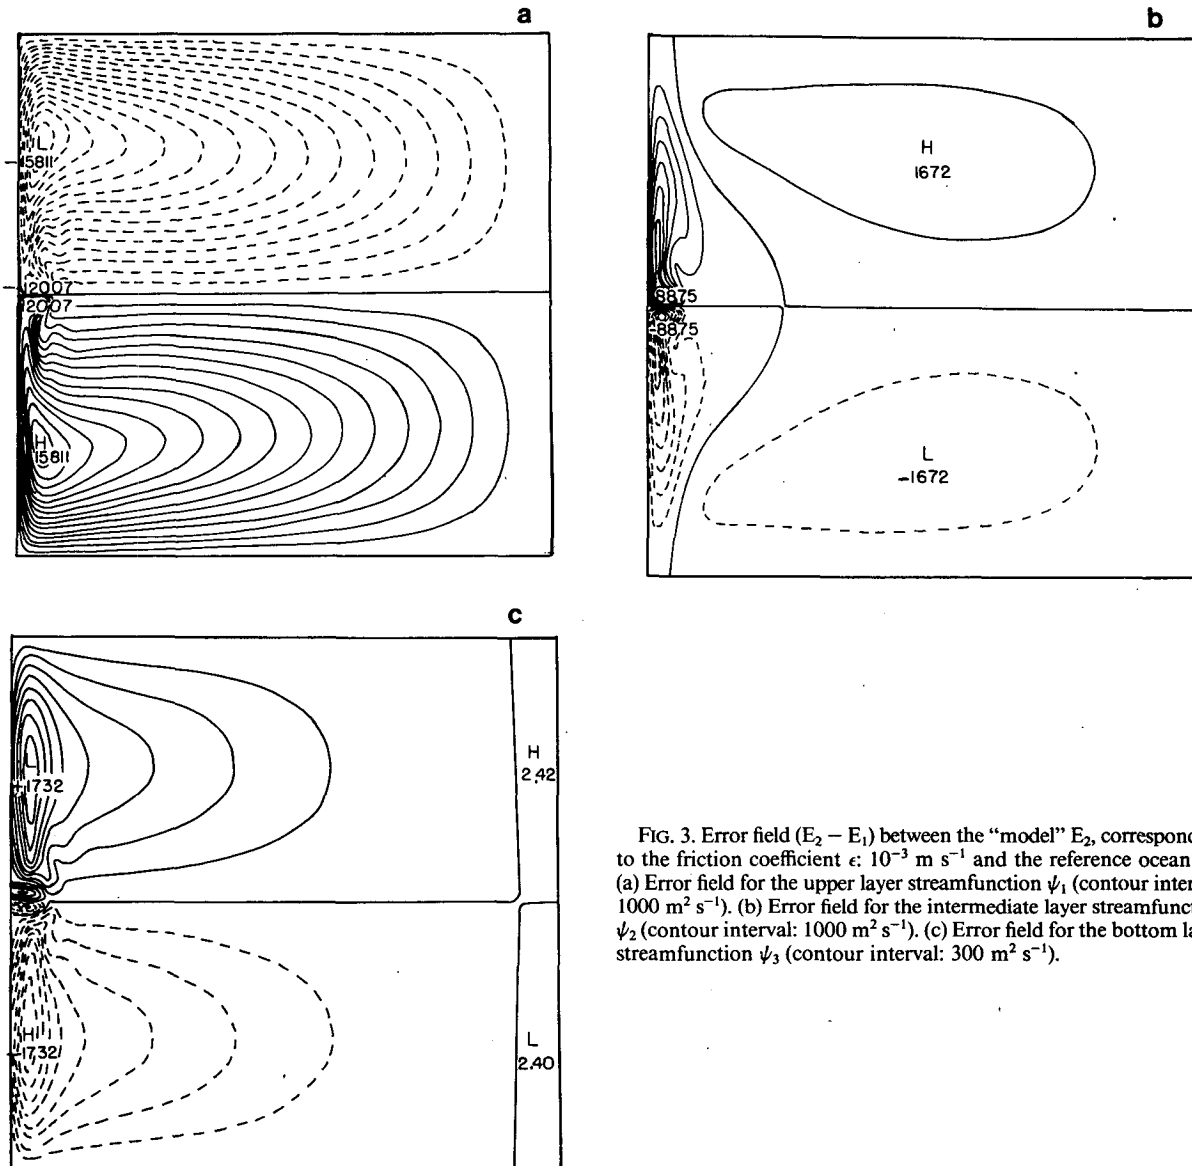 a
L
15811
12007
12007
H
15811
b
H
1672
8875
-8875
L
-1672
c
L
+1732
H
2.42
H
-1732
L
2.40
FIG. 3. Error field (E₂ − E₁) between the “model” E₂, correspond
to the friction coefficient ϵ: 10⁻³ m s⁻¹ and the reference ocean
(a) Error field for the upper layer streamfunction ψ₁ (contour inter
1000 m² s⁻¹). (b) Error field for the intermediate layer streamfunct
ψ₂ (contour interval: 1000 m² s⁻¹). (c) Error field for the bottom la
streamfunction ψ₃ (contour interval: 300 m² s⁻¹).